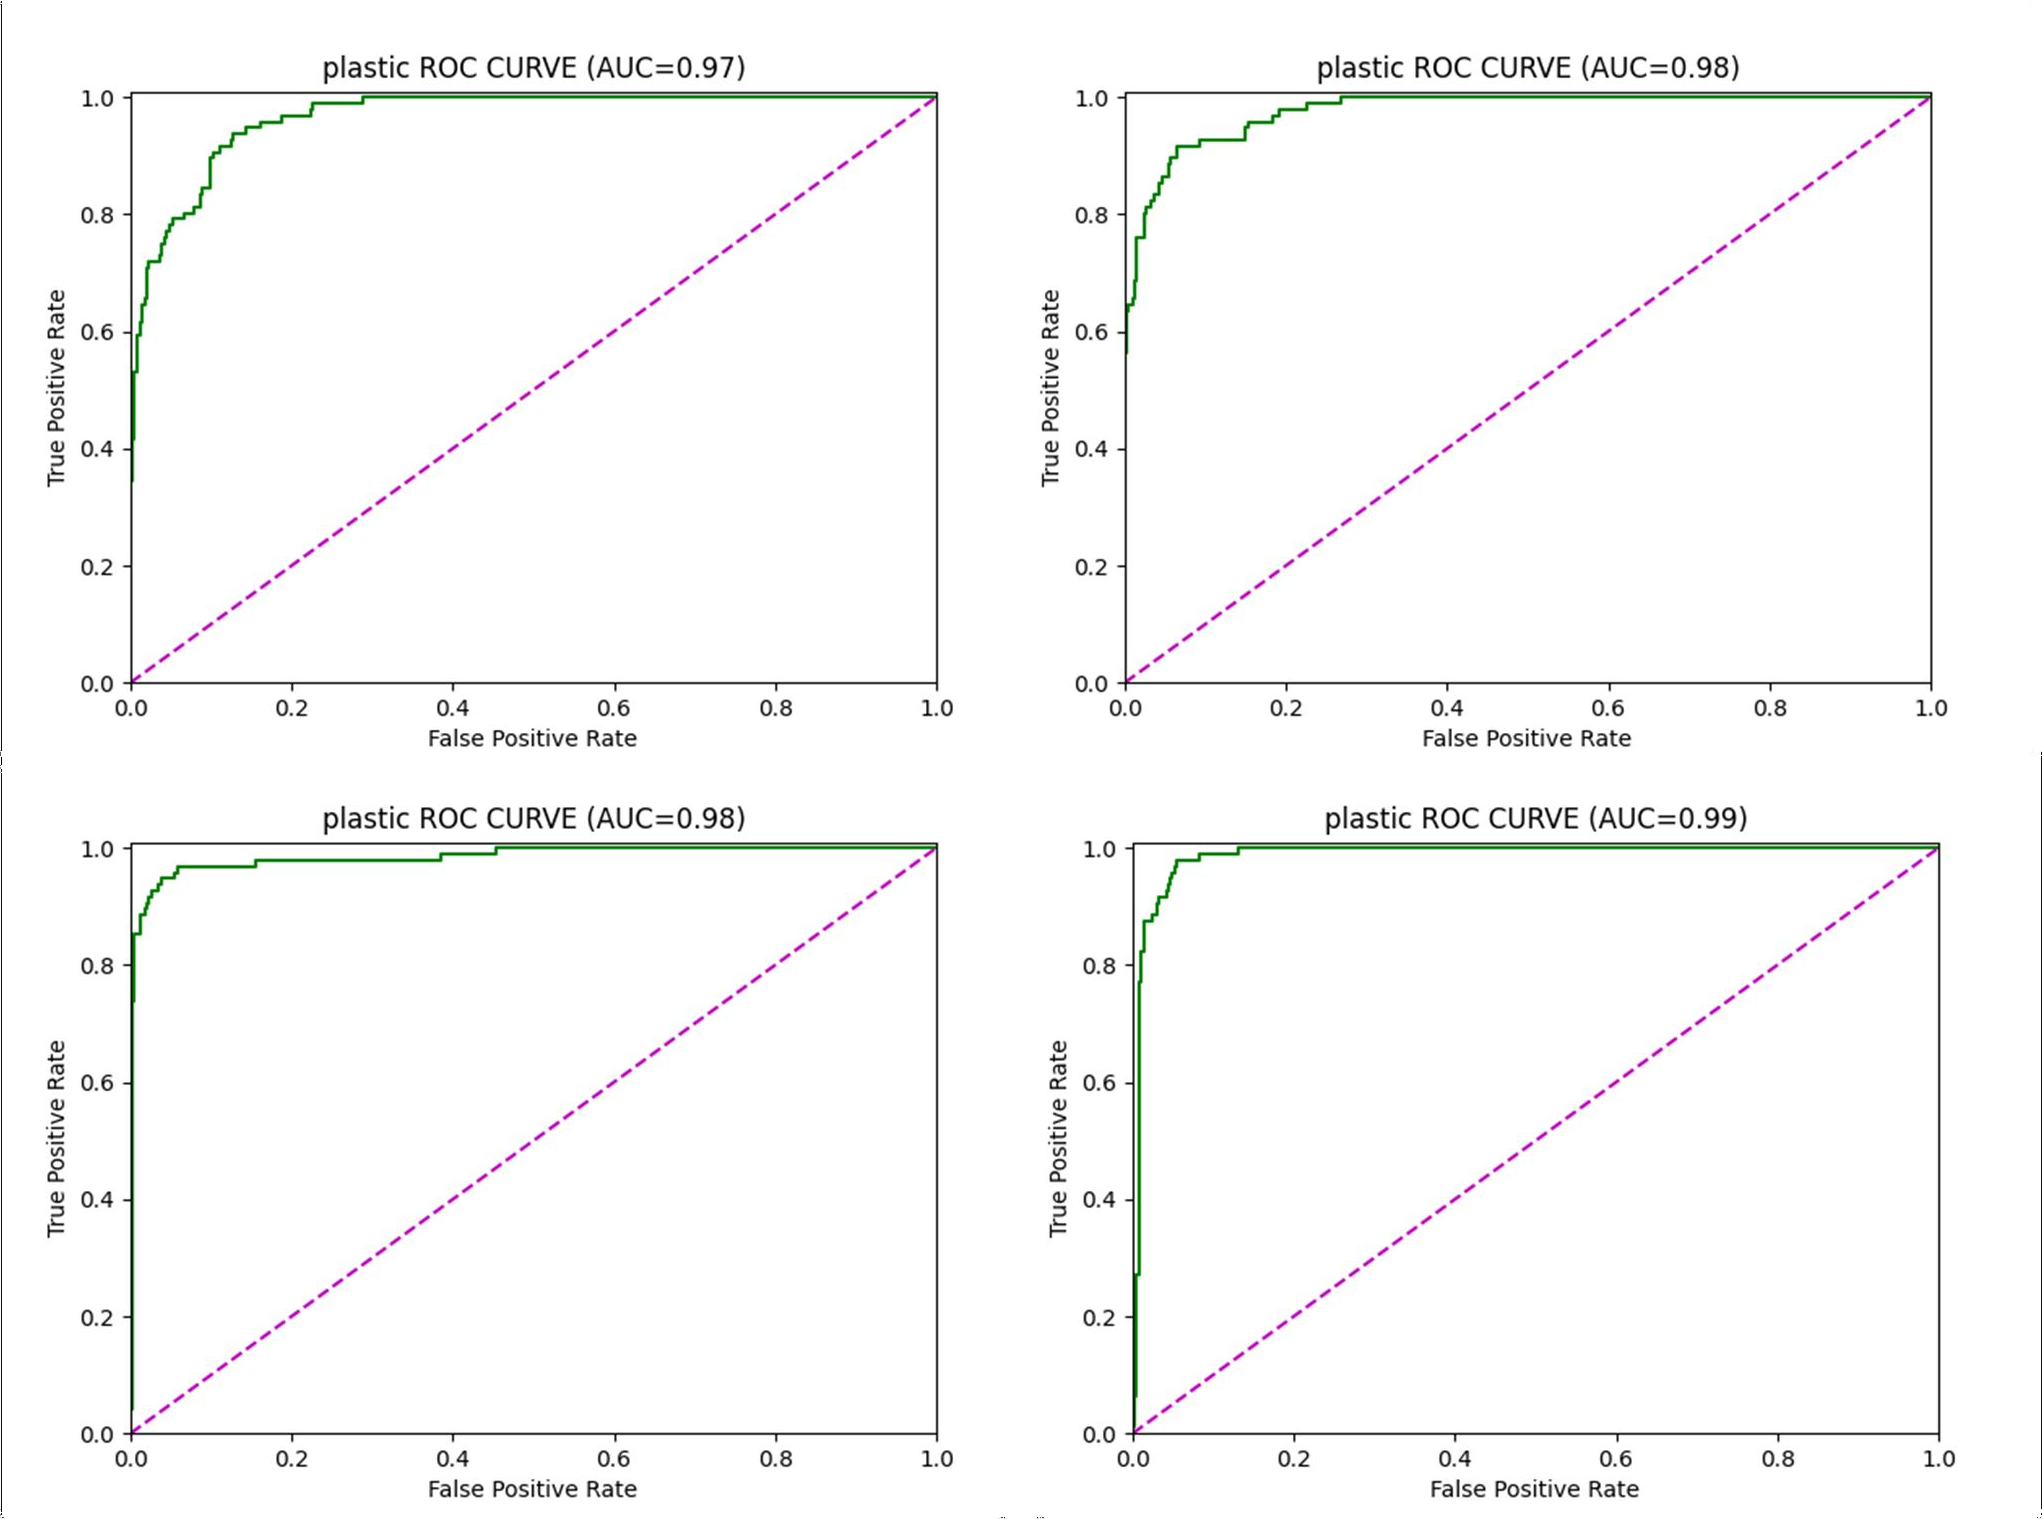 plastic ROC CURVE (AUC=0.97)
1.0
0.8
0.6
0.4
0.2
0.0
True Positive Rate
0.0 0.2 0.4 0.6 0.8 1.0
False Positive Rate
plastic ROC CURVE (AUC=0.98)
1.0
0.8
0.6
0.4
0.2
0.0
True Positive Rate
0.0 0.2 0.4 0.6 0.8 1.0
False Positive Rate
plastic ROC CURVE (AUC=0.98)
1.0
0.8
0.6
0.4
0.2
0.0
True Positive Rate
0.0 0.2 0.4 0.6 0.8 1.0
False Positive Rate
plastic ROC CURVE (AUC=0.99)
1.0
0.8
0.6
0.4
0.2
0.0
True Positive Rate
0.0 0.2 0.4 0.6 0.8 1.0
False Positive Rate